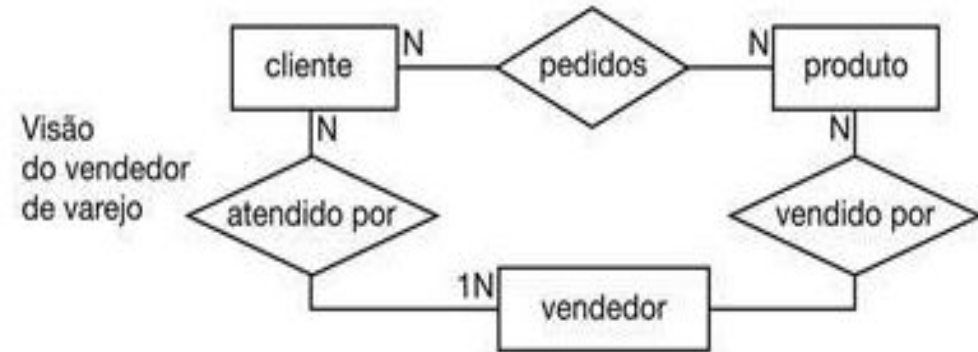 cliente
N
pedidos
N
produto
Visão
do vendedor
de varejo
N
N
atendido por
vendido por
1N
vendedor